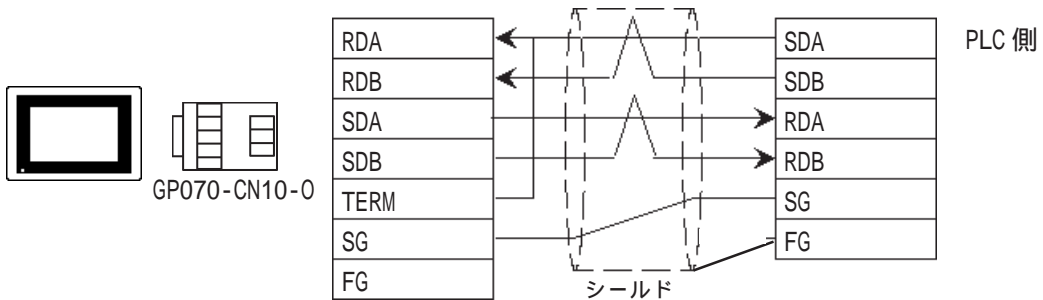 RDA
RDB
SDA
SDB
TERM
SG
FG
GP070-CN10-0
シールド
SDA
SDB
RDA
RDB
SG
FG
PLC 側